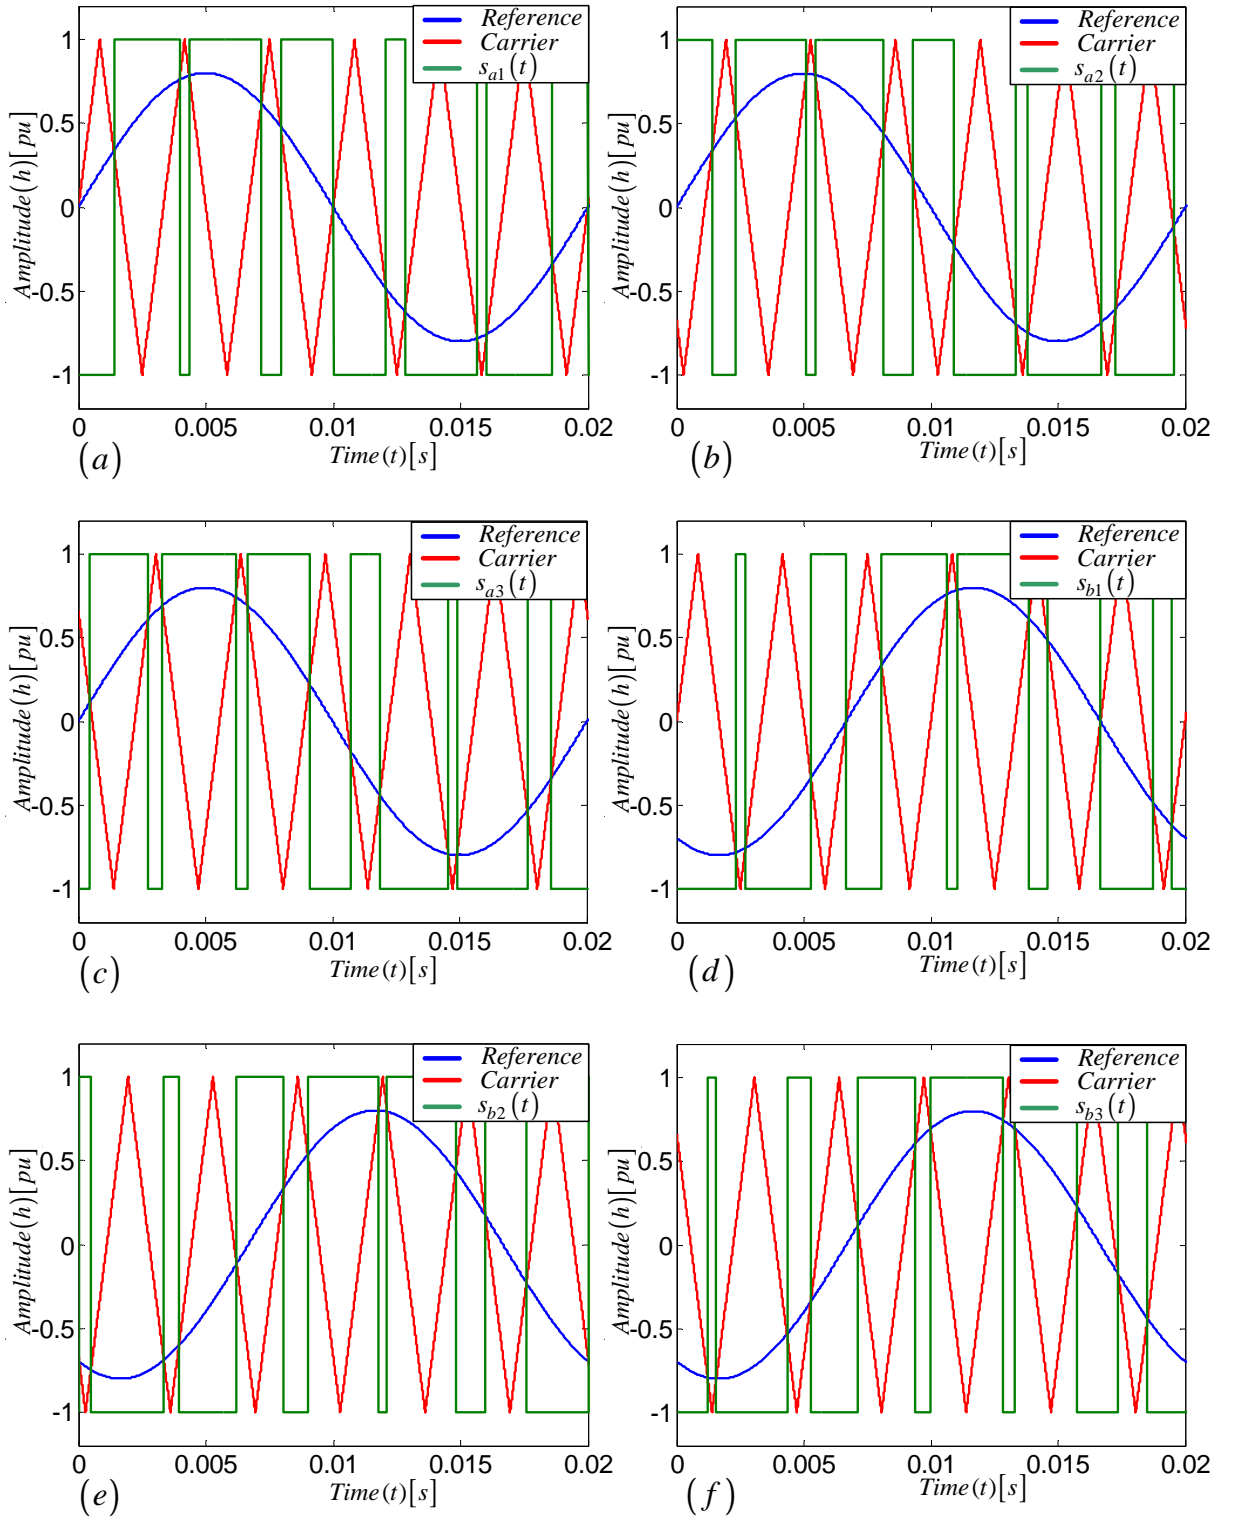 Reference
Carrier
s_{a1}(t)
Amplitude(h)[pu]
1
0.5
0
-0.5
-1
0 0.005 0.01 0.015 0.02
Time(t)[s]
(a)
Reference
Carrier
s_{a2}(t)
Amplitude(h)[pu]
1
0.5
0
-0.5
-1
0 0.005 0.01 0.015 0.02
Time(t)[s]
(b)
Reference
Carrier
s_{a3}(t)
Amplitude(h)[pu]
1
0.5
0
-0.5
-1
0 0.005 0.01 0.015 0.02
Time(t)[s]
(c)
Reference
Carrier
s_{b1}(t)
Amplitude(h)[pu]
1
0.5
0
-0.5
-1
0 0.005 0.01 0.015 0.02
Time(t)[s]
(d)
Reference
Carrier
s_{b2}(t)
Amplitude(h)[pu]
1
0.5
0
-0.5
-1
0 0.005 0.01 0.015 0.02
Time(t)[s]
(e)
Reference
Carrier
s_{b3}(t)
Amplitude(h)[pu]
1
0.5
0
-0.5
-1
0 0.005 0.01 0.015 0.02
Time(t)[s]
(f)